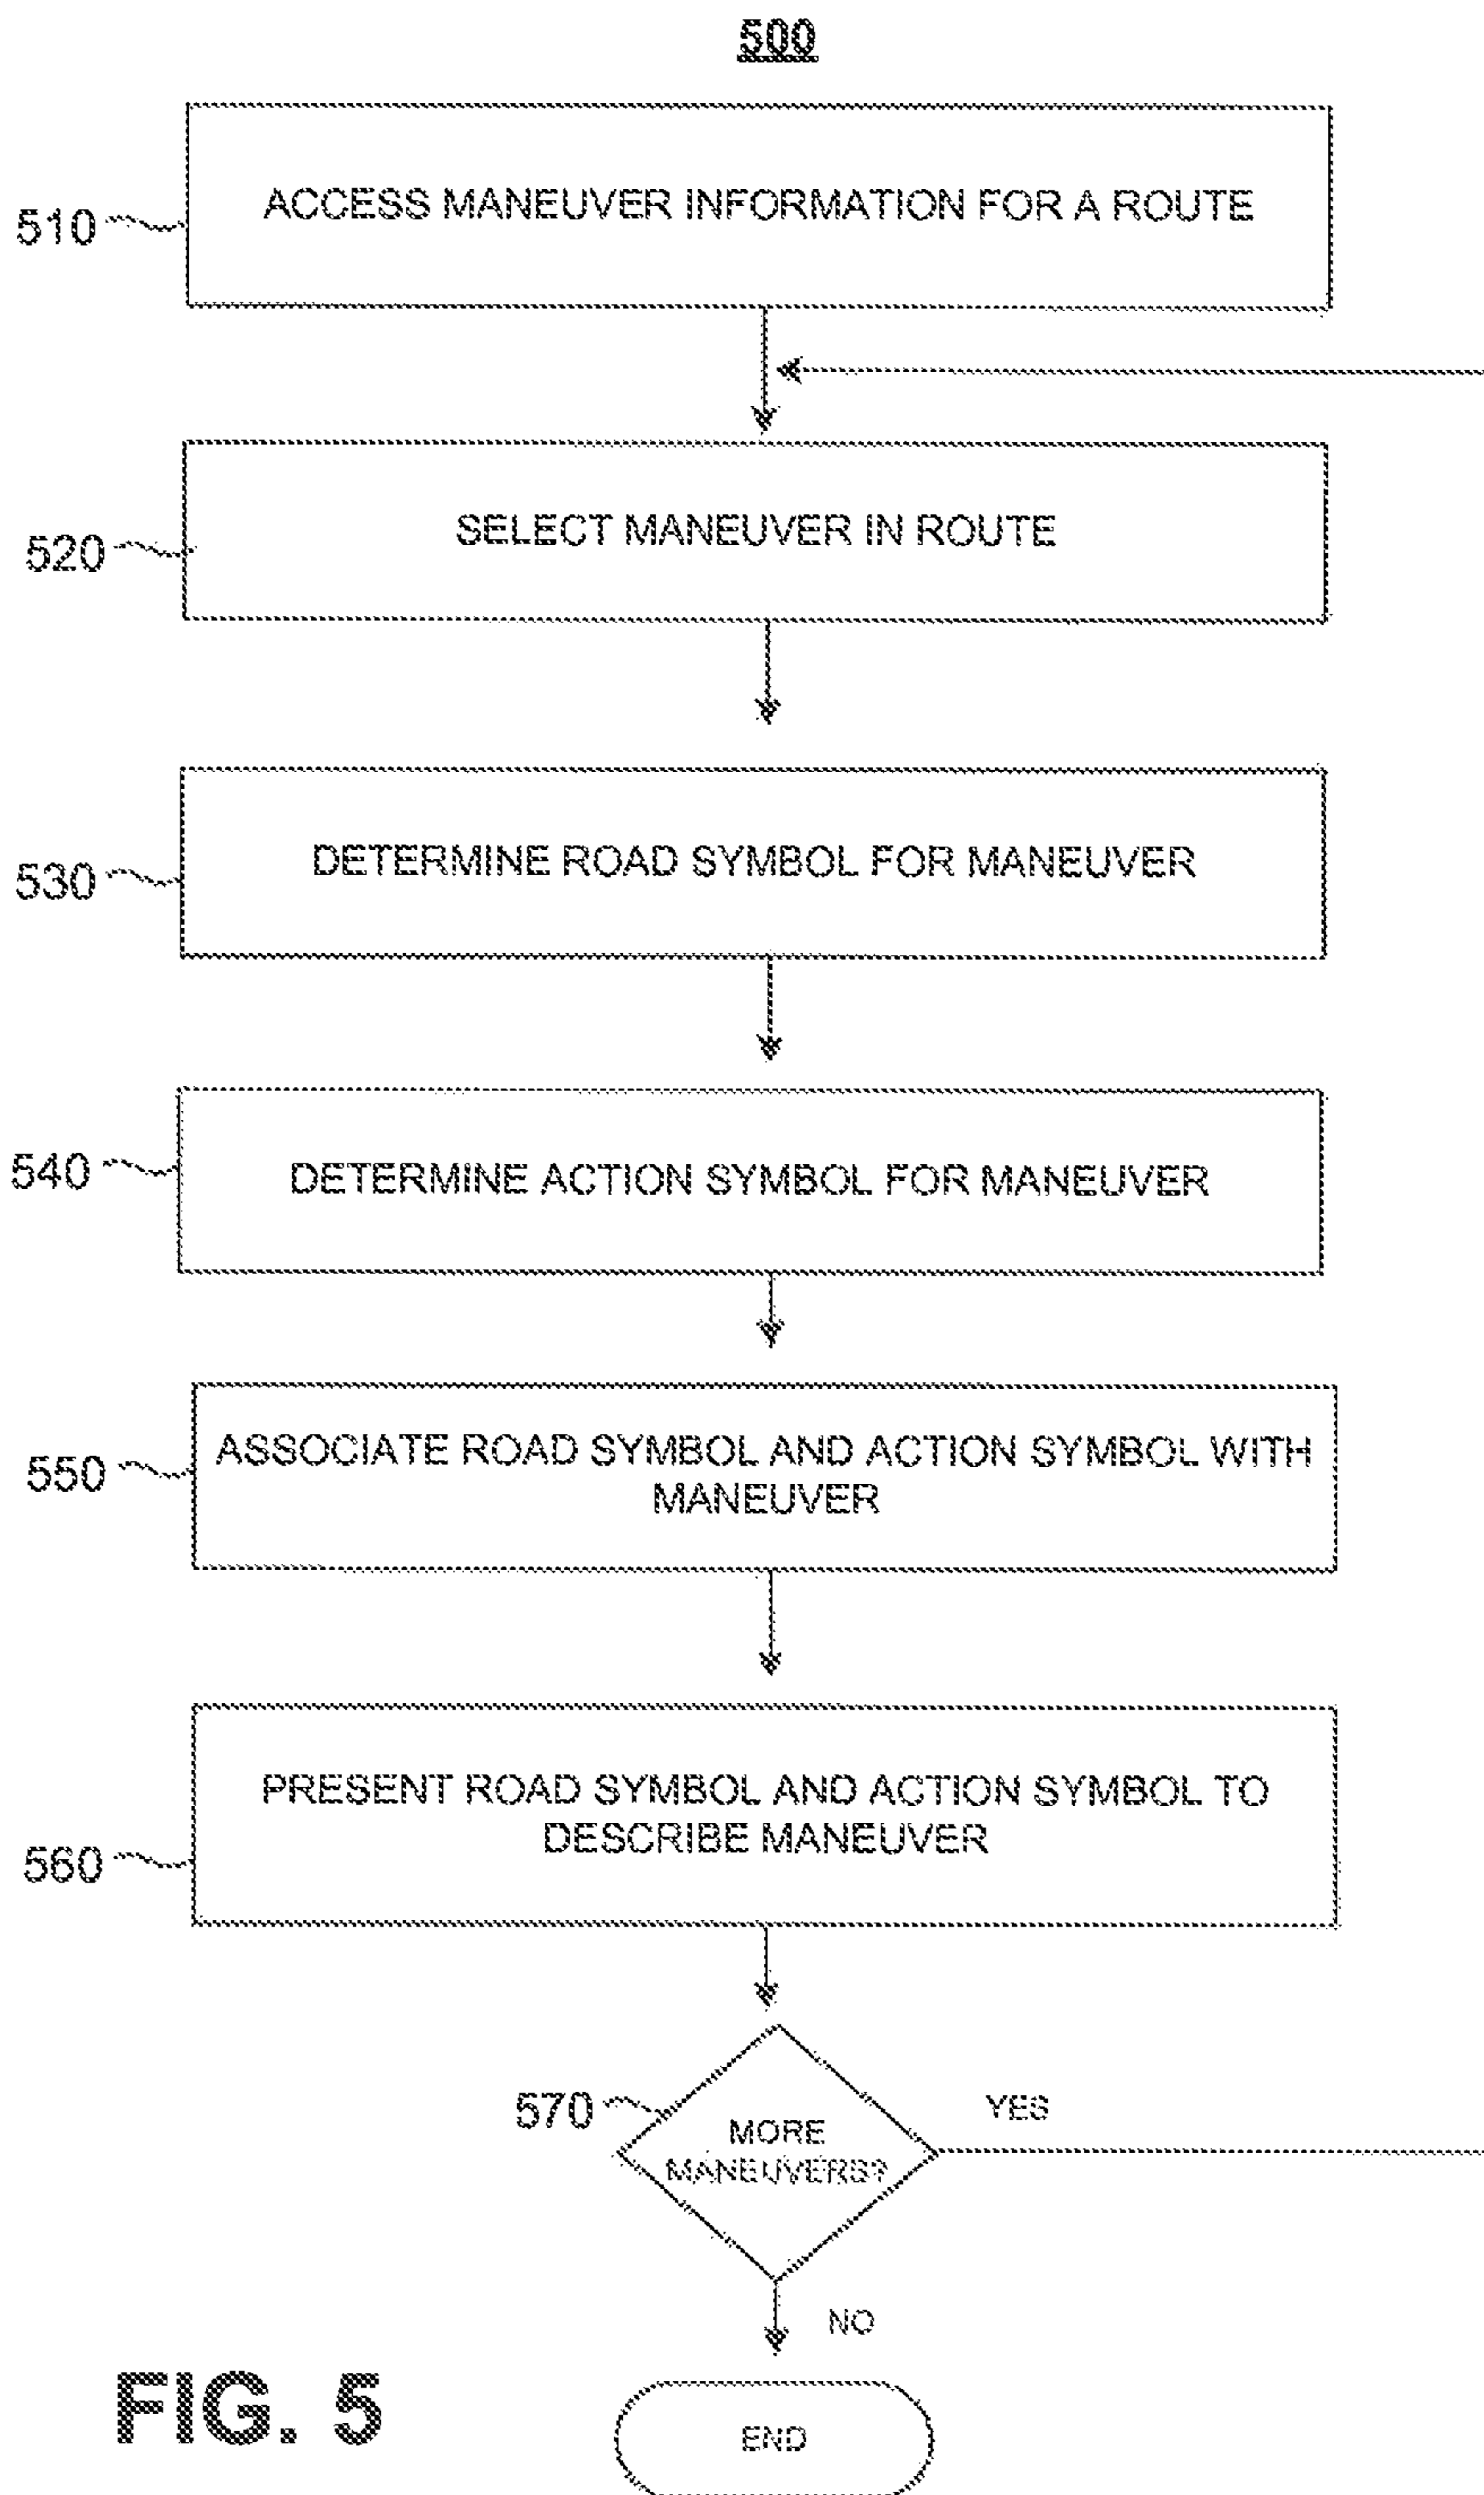 500
510
ACCESS MANEUVER INFORMATION FOR A ROUTE
520
SELECT MANEUVER IN ROUTE
530
DETERMINE ROAD SYMBOL FOR MANEUVER
540
DETERMINE ACTION SYMBOL FOR MANEUVER
550
ASSOCIATE ROAD SYMBOL AND ACTION SYMBOL WITH
MANEUVER
560
PRESENT ROAD SYMBOL AND ACTION SYMBOL TO
DESCRIBE MANEUVER
570
MORE
MANEUVERS?
YES
NO
END
FIG. 5